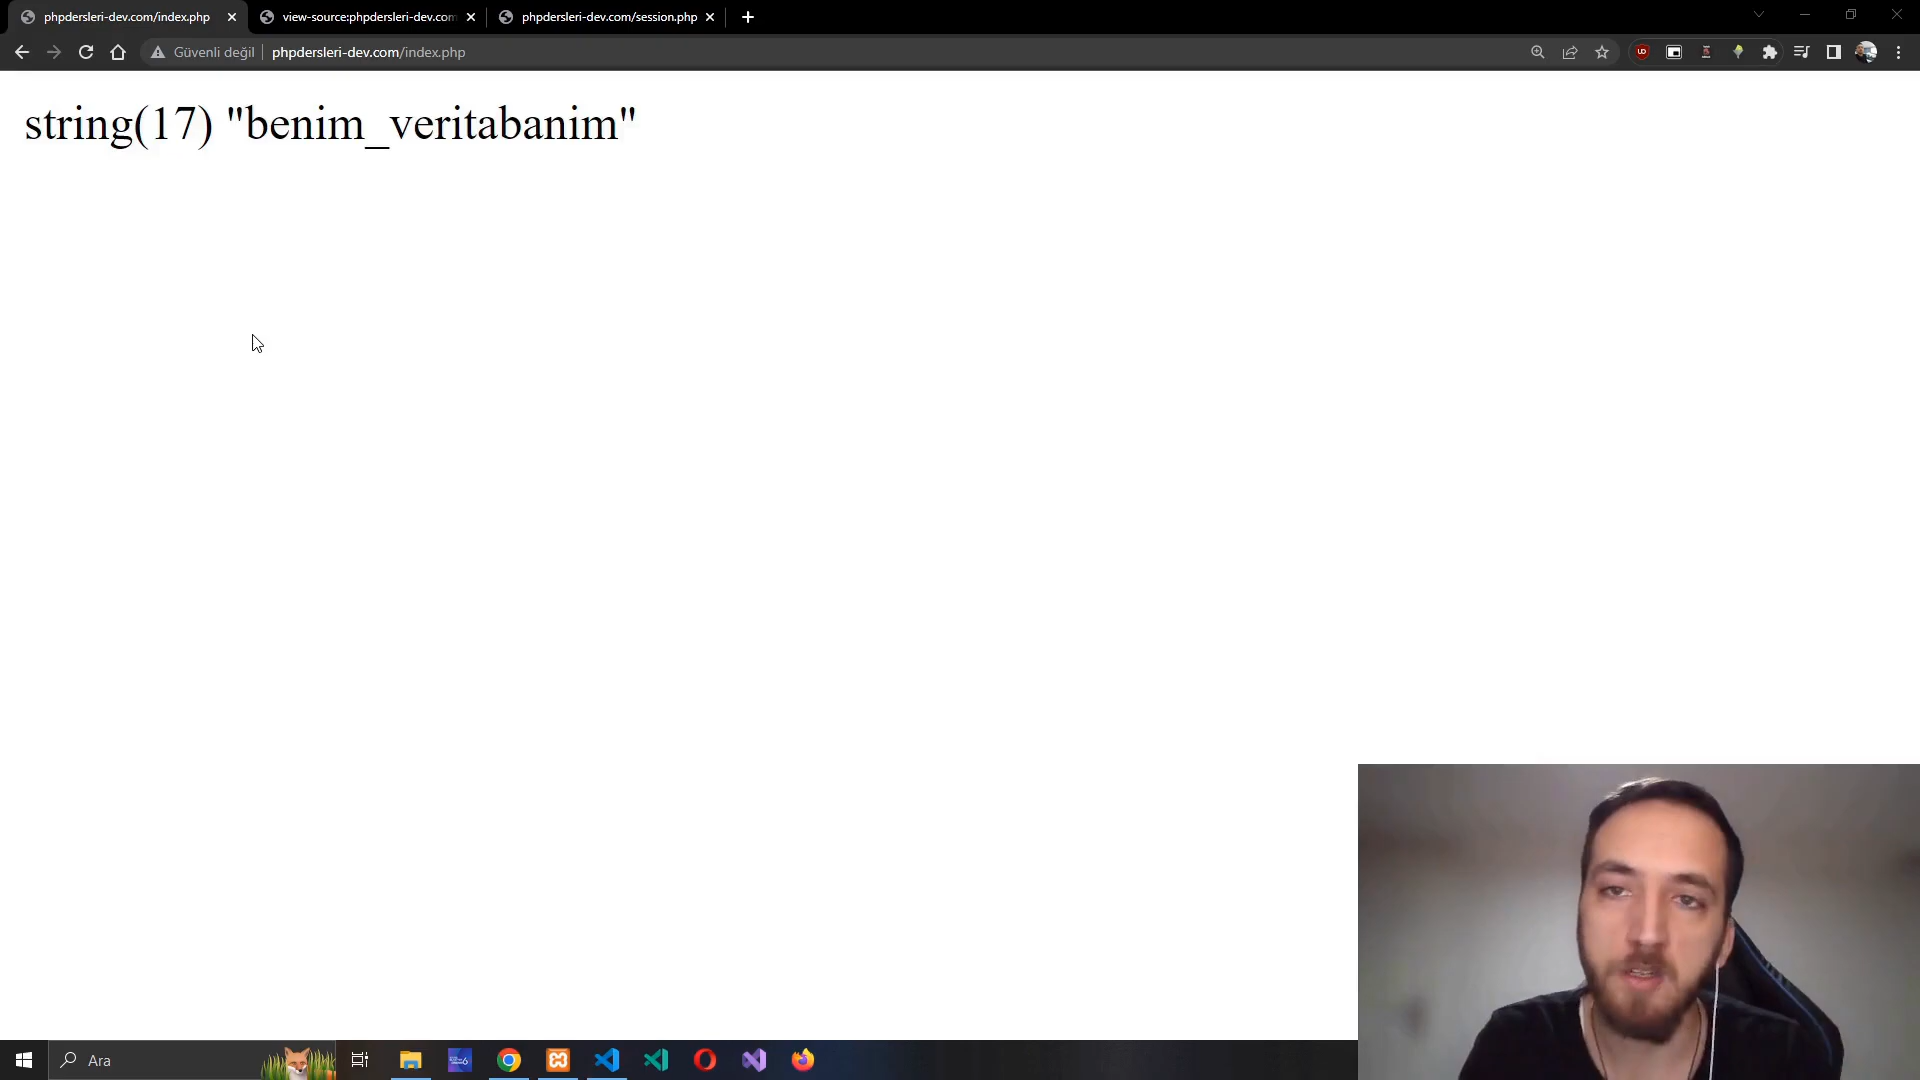 phpdersleri-dev.com/index.php
view-source:phpdersleri-dev.com
phpdersleri-dev.com/session.php
Güvenli değil
phpdersleri-dev.com/index.php
string(17) "benim_veritabanim"
Ara